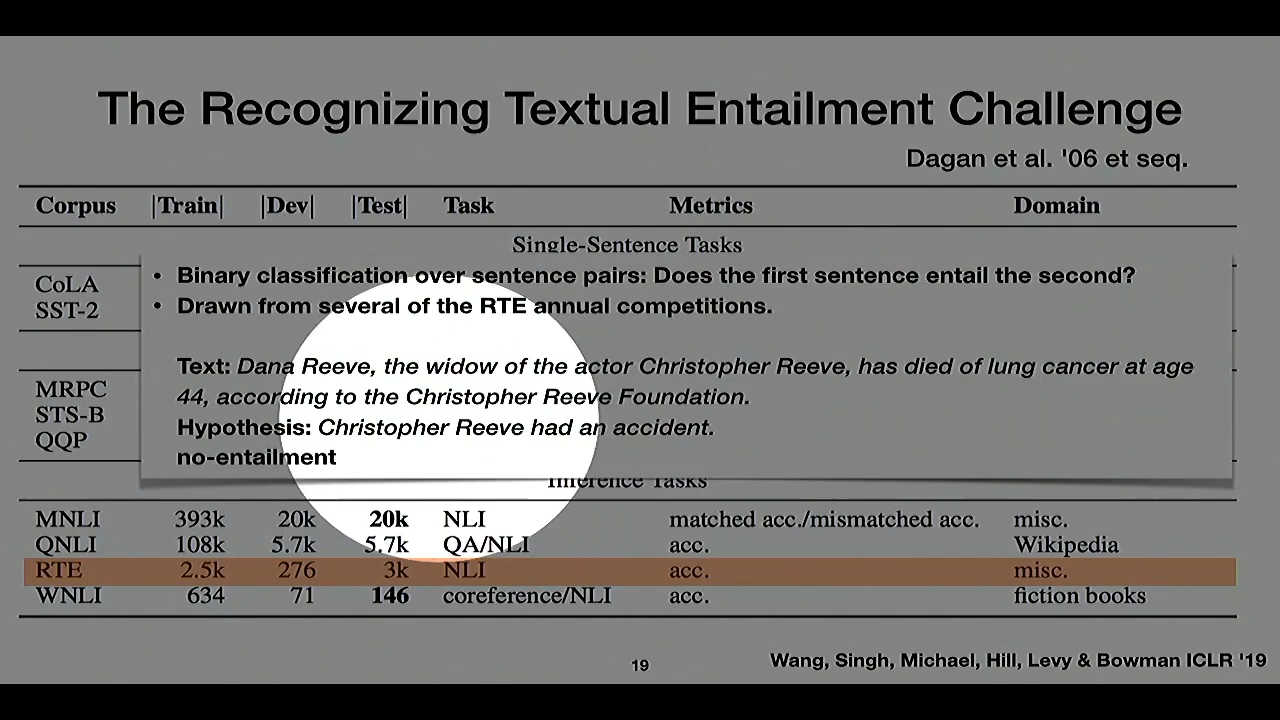 The Recognizing Textual Entailment Challenge
Dagan et al. '06 et seq.
Corpus |Train| |Dev| |Test| Task Metrics Domain
Single-Sentence Tasks
CoLA
SST-2
• Binary classification over sentence pairs: Does the first sentence entail the second?
• Drawn from several of the RTE annual competitions.
Text: Dana Reeve, the widow of the actor Christopher Reeve, has died of lung cancer at age
44, according to the Christopher Reeve Foundation.
Hypothesis: Christopher Reeve had an accident.
no-entailment
MRPC
STS-B
QQP
Inference Tasks
MNLI 393k 20k 20k NLI matched acc./mismatched acc. misc.
QNLI 108k 5.7k 5.7k QA/NLI acc. Wikipedia
RTE 2.5k 276 3k NLI acc. misc.
WNLI 634 71 146 coreference/NLI acc. fiction books
19
Wang, Singh, Michael, Hill, Levy & Bowman ICLR '19